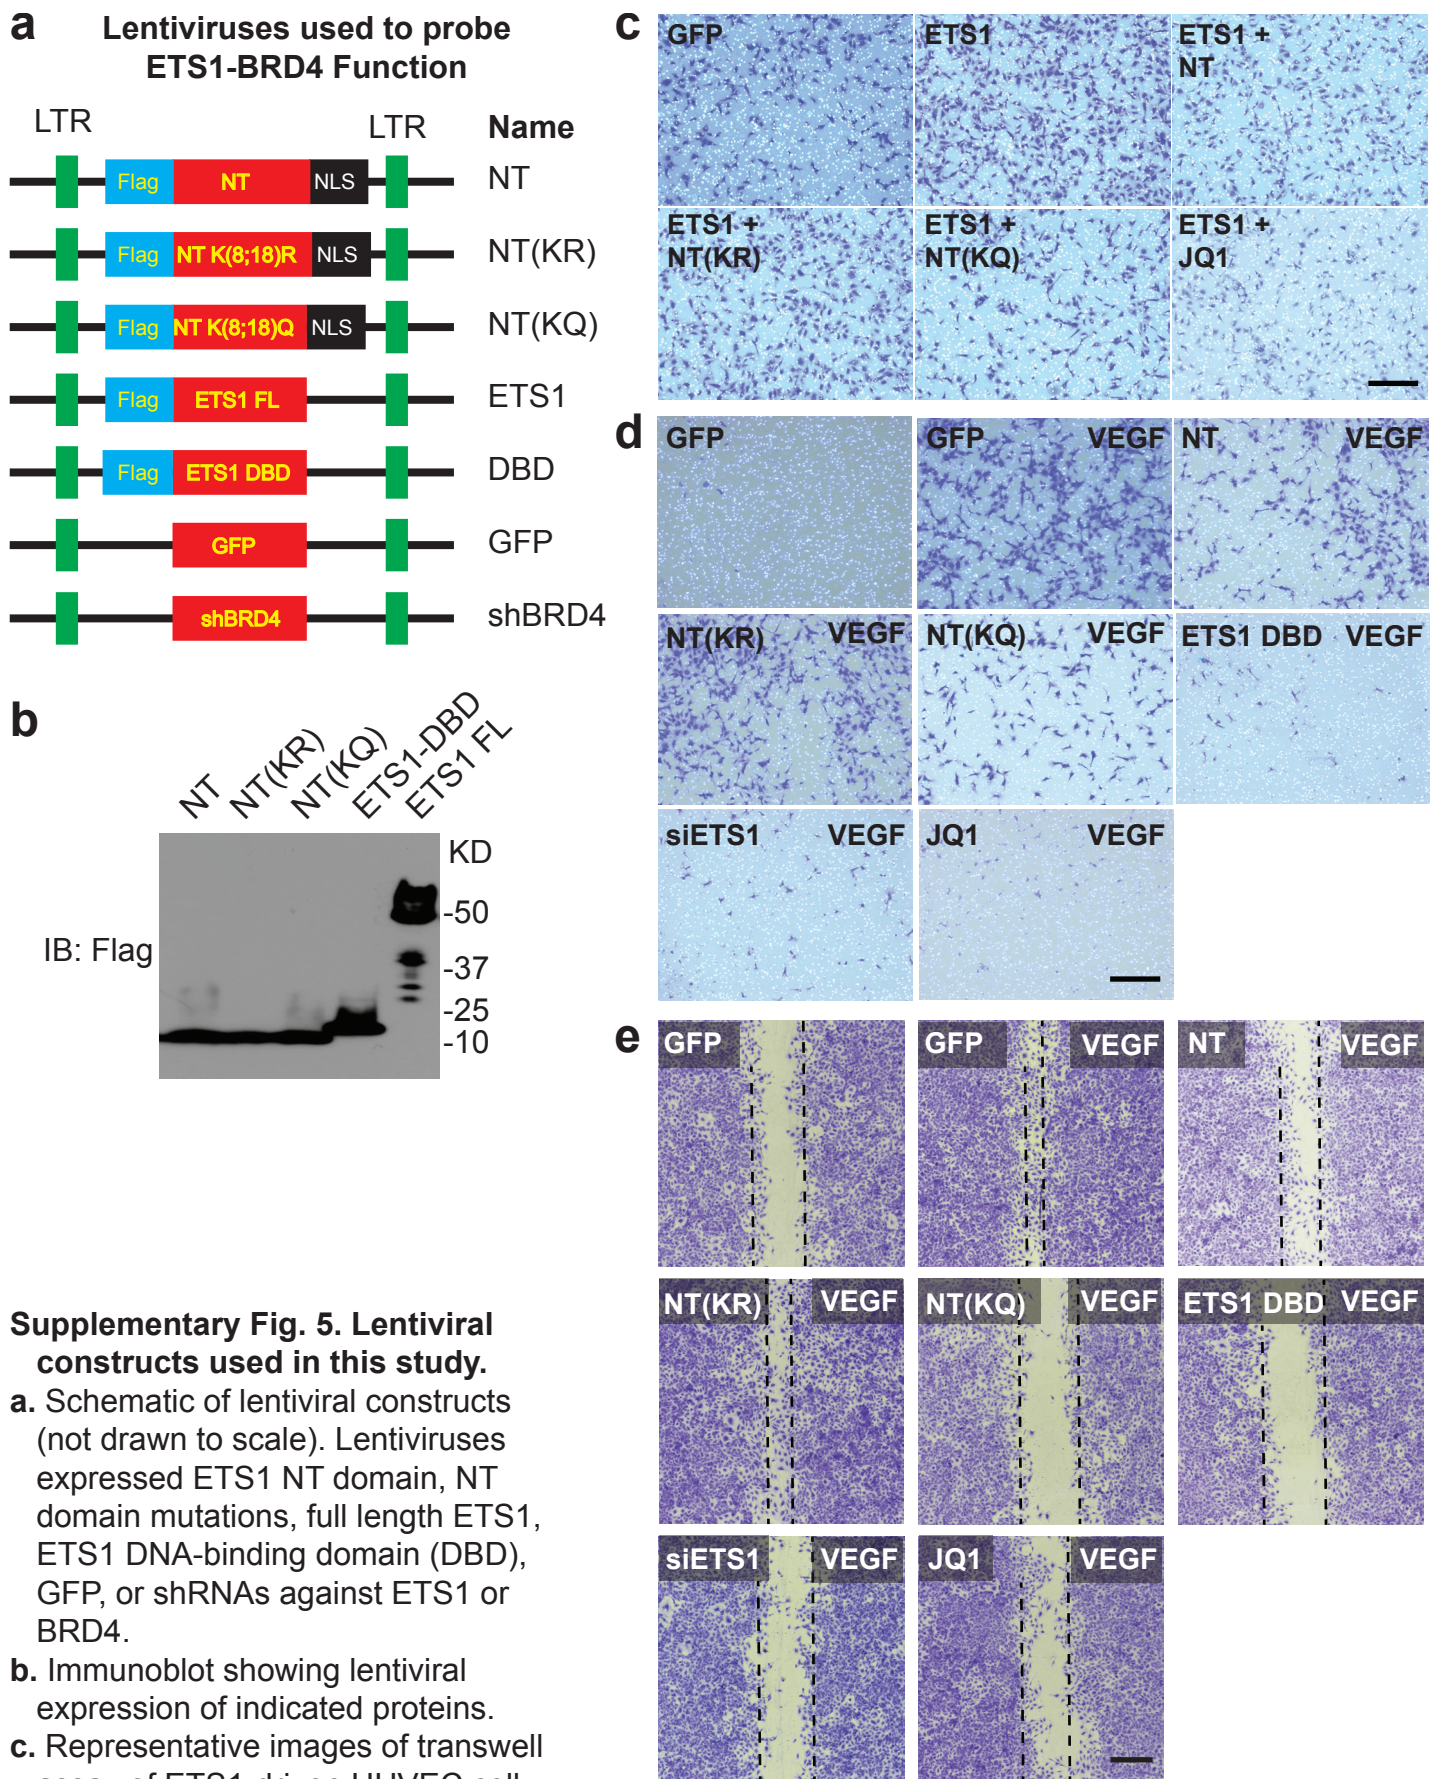 a
Lentiviruses used to probe
ETS1-BRD4 Function
LTR LTR Name
Flag NT NLS NT
Flag NT K(8;18)R NLS NT(KR)
Flag NT K(8;18)Q NLS NT(KQ)
Flag ETS1 FL ETS1
Flag ETS1 DBD DBD
GFP GFP
shBRD4 shBRD4
b
NT NT(KR) NT(KQ) ETS1-DBD ETS1 FL
KD
-50
IB: Flag
-37
-25
-10
Supplementary Fig. 5. Lentiviral
constructs used in this study.
a. Schematic of lentiviral constructs
(not drawn to scale). Lentiviruses
expressed ETS1 NT domain, NT
domain mutations, full length ETS1,
ETS1 DNA-binding domain (DBD),
GFP, or shRNAs against ETS1 or
BRD4.
b. Immunoblot showing lentiviral
expression of indicated proteins.
c. Representative images of transwell
c
GFP
ETS1
ETS1 +
NT
ETS1 +
NT(KR)
ETS1 +
NT(KQ)
ETS1 +
JQ1
d
GFP
GFP VEGF
NT VEGF
NT(KR) VEGF
NT(KQ) VEGF
ETS1 DBD VEGF
siETS1 VEGF
JQ1 VEGF
e
GFP
GFP VEGF
NT VEGF
NT(KR) VEGF
NT(KQ) VEGF
ETS1 DBD VEGF
siETS1 VEGF
JQ1 VEGF